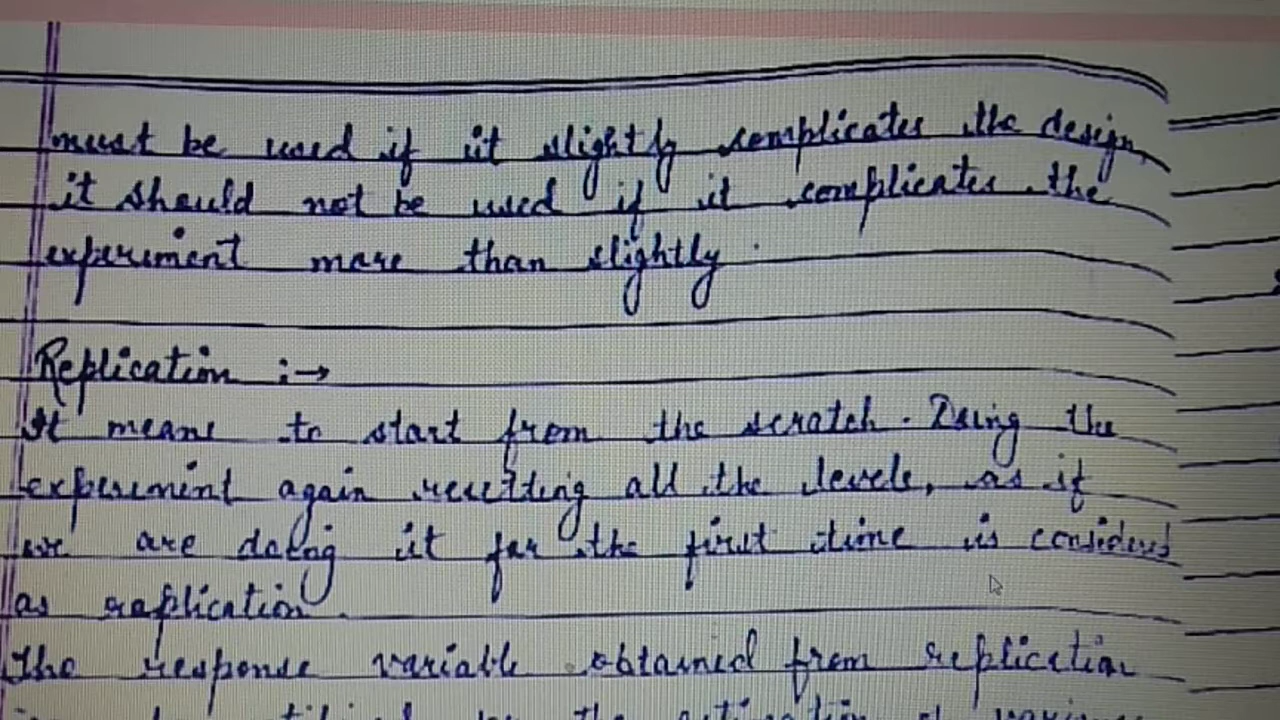 must be used if it slightly complicates the design,
it should not be used if it complicates the
experiment more than slightly.
Replication :→
It means to start from the scratch. Doing the
experiment again resetting all the levels, as if
we are doing it for the first time is considered
as replication.
The response variable obtained from replication
the estimation of